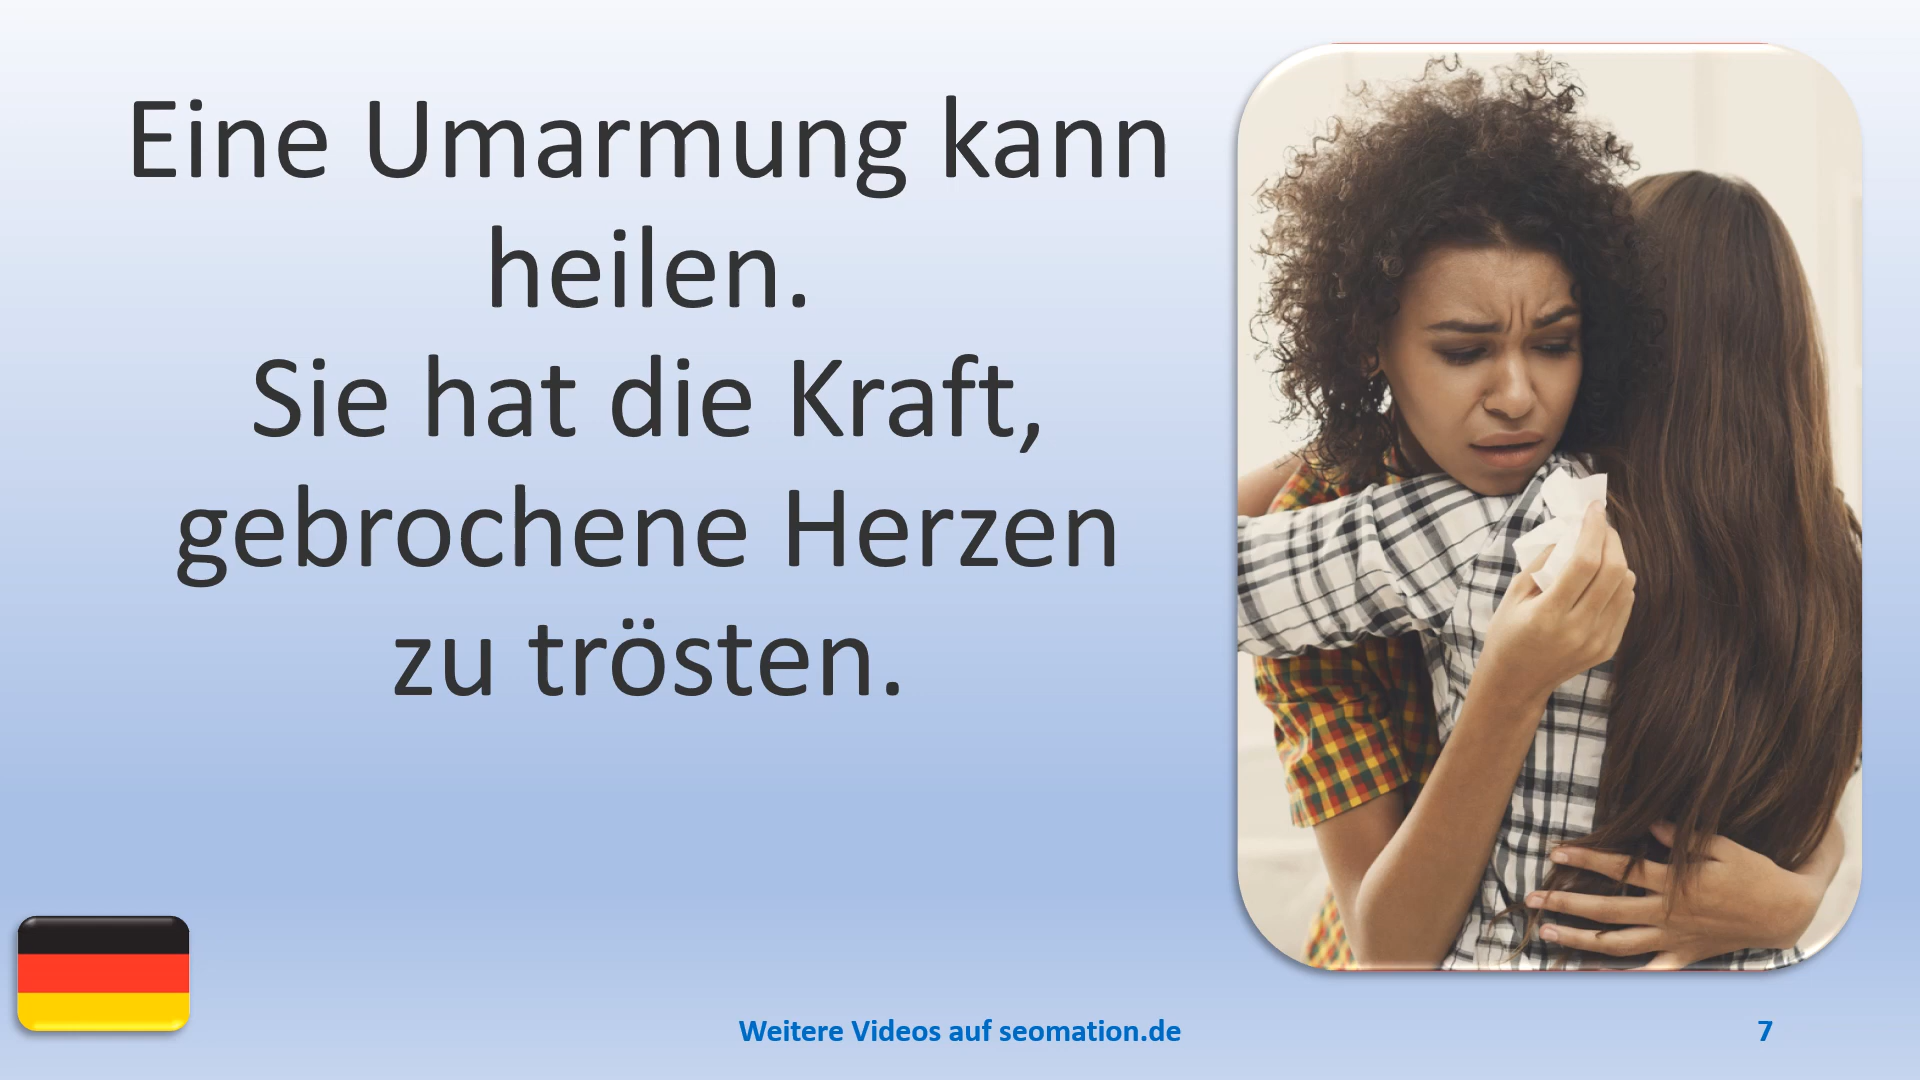 Eine Umarmung kann
heilen.
Sie hat die Kraft,
gebrochene Herzen
zu trösten.
Weitere Videos auf seomation.de
7